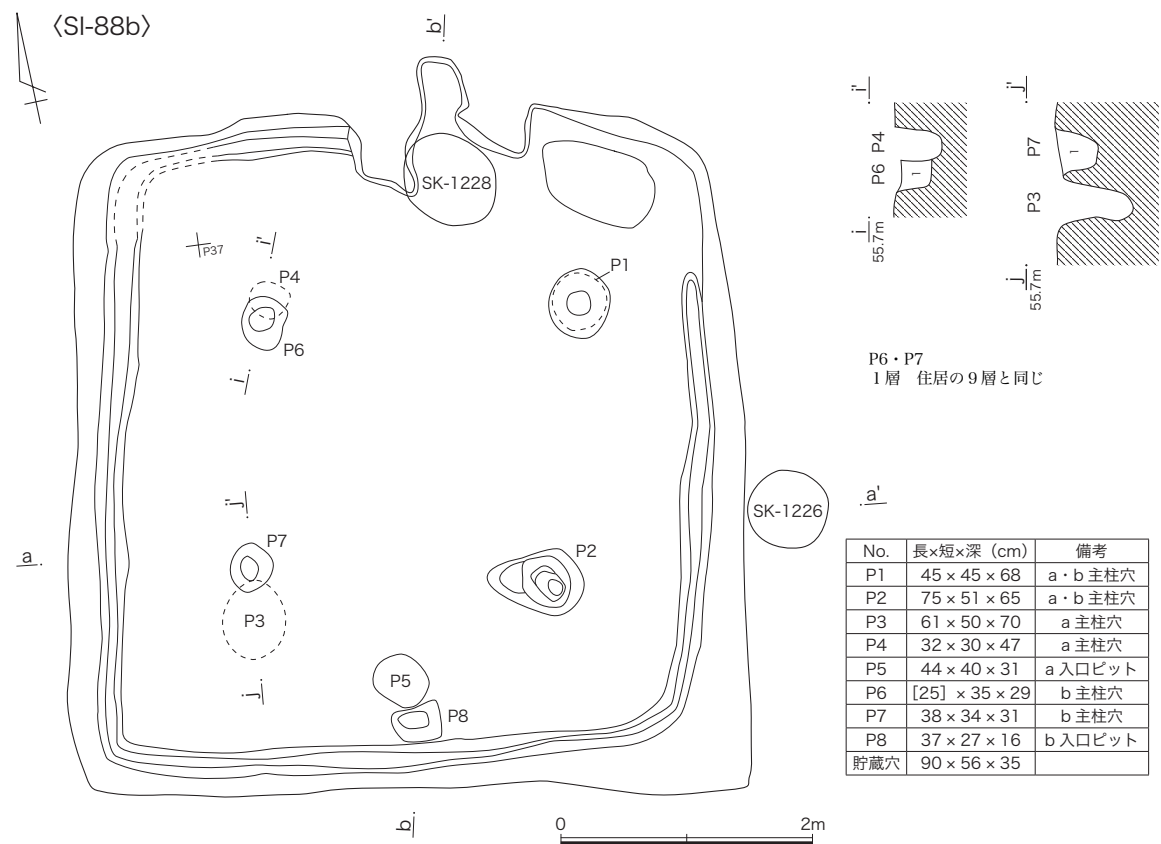 〈SI-88b〉
b'
SK-1228
P37
i'
P4
P6
i
P1
j'
P7
P3
j
P2
P5
P8
a
SK-1226
a'
b
0 2m
i'
P4
P6
1
i
55.7m
j'
P7
1
P3
j
55.7m
P6・P7
1層 住居の9層と同じ
No. 長×短×深（cm） 備考
P1 45 × 45 × 68 a・b 主柱穴
P2 75 × 51 × 65 a・b 主柱穴
P3 61 × 50 × 70 a 主柱穴
P4 32 × 30 × 47 a 主柱穴
P5 44 × 40 × 31 a 入口ピット
P6 ［25］× 35 × 29 b 主柱穴
P7 38 × 34 × 31 b 主柱穴
P8 37 × 27 × 16 b 入口ピット
貯蔵穴 90 × 56 × 35